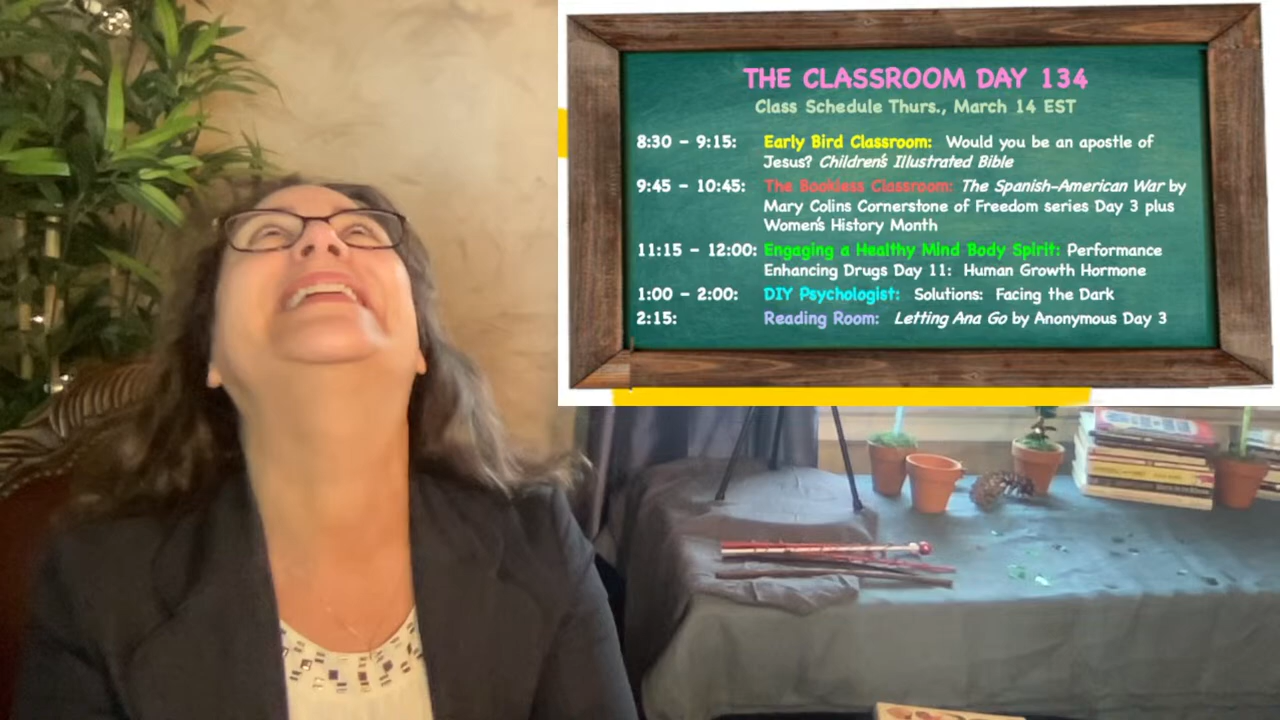 THE CLASSROOM DAY 134
Class Schedule Thurs., March 14 EST
8:30 - 9:15: Early Bird Classroom: Would you be an apostle of
Jesus? Children's Illustrated Bible
9:45 - 10:45: The Bookless Classroom: The Spanish-American War by
Mary Colins Cornerstone of Freedom series Day 3 plus
Women's History Month
11:15 - 12:00: Engaging a Healthy Mind Body Spirit: Performance
Enhancing Drugs Day 11: Human Growth Hormone
1:00 - 2:00: DIY Psychologist: Solutions: Facing the Dark
2:15: Reading Room: Letting Ana Go by Anonymous Day 3